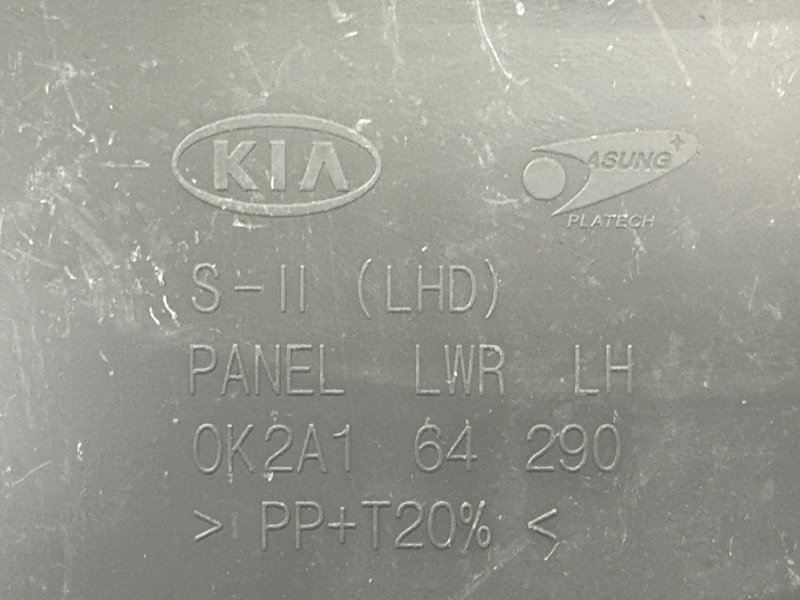 KIA
ASUNG
PLATECH
S-II (LHD)
PANEL LWR LH
0K2A1 64 290
> PP+T20% <